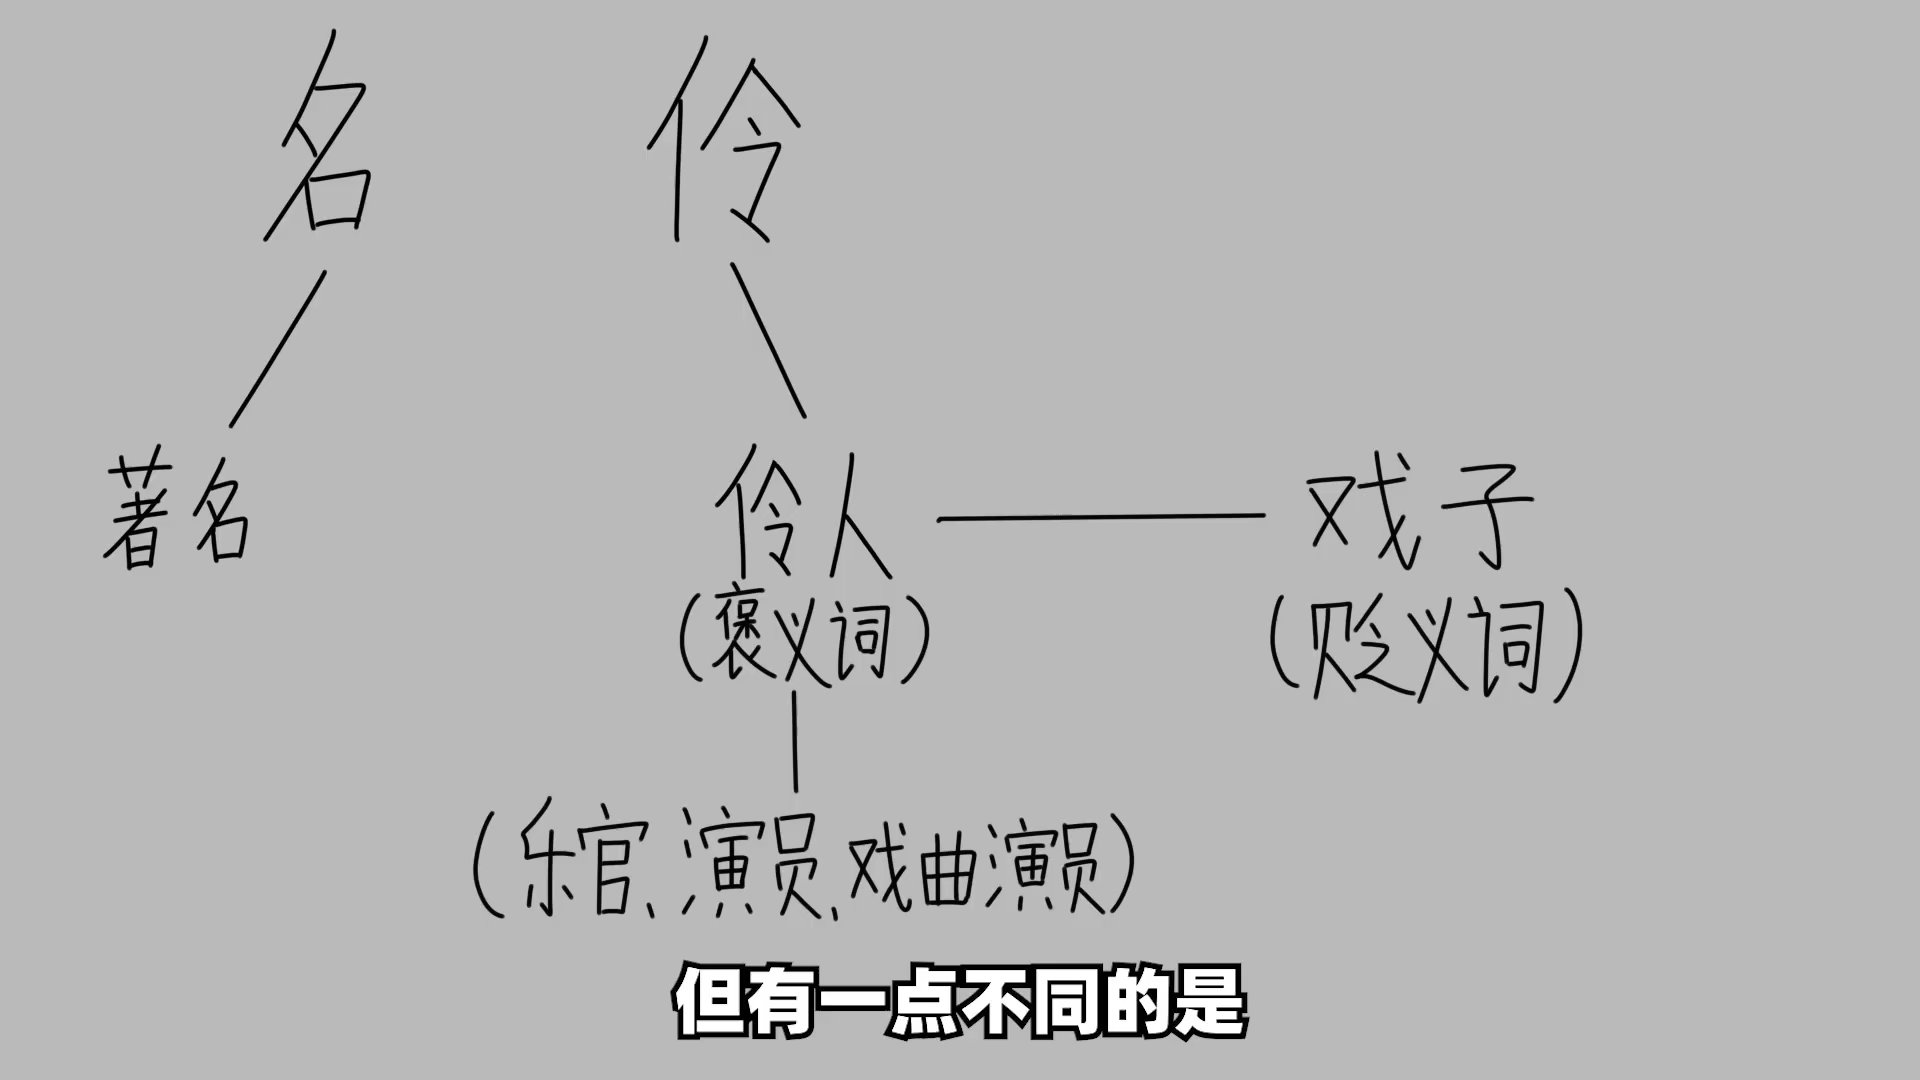 名 伶
著名 伶人 戏子
(褒义词) (贬义词)
(乐官、演员、戏曲演员)
但有一点不同的是